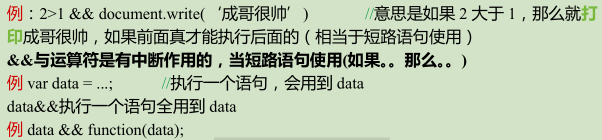 例：2>1 && document.write(‘成哥很帅’) //意思是如果 2 大于 1，那么就打
印成哥很帅，如果前面真才能执行后面的（相当于短路语句使用）
&&与运算符是有中断作用的，当短路语句使用(如果。。那么。。)
例 var data = ...; //执行一个语句，会用到 data
data&&执行一个语句全用到 data
例 data && function(data);